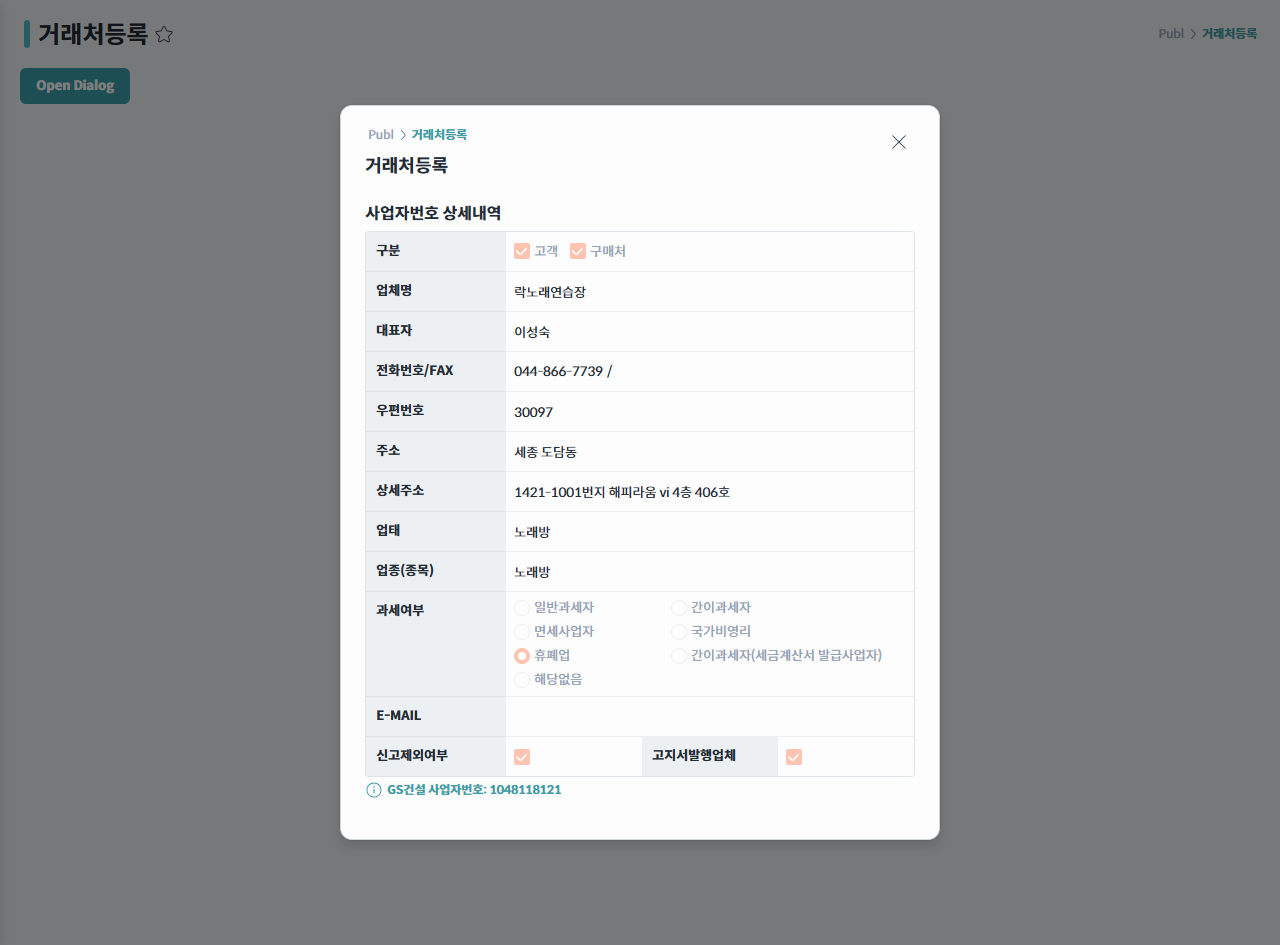 거래처등록
Publ > 거래처등록
Open Dialog
Publ > 거래처등록
거래처등록
사업자번호 상세내역
구분 고객 구매처
업체명 락노래연습장
대표자 이성숙
전화번호/FAX 044-866-7739 /
우편번호 30097
주소 세종 도담동
상세주소 1421-1001번지 해피라움 vi 4층 406호
업태 노래방
업종(종목) 노래방
과세여부 일반과세자 간이과세자
면세사업자 국가비영리
휴폐업 간이과세자(세금계산서 발급사업자)
해당없음
E-MAIL
신고제외여부 고지서발행업체
GS건설 사업자번호: 1048118121